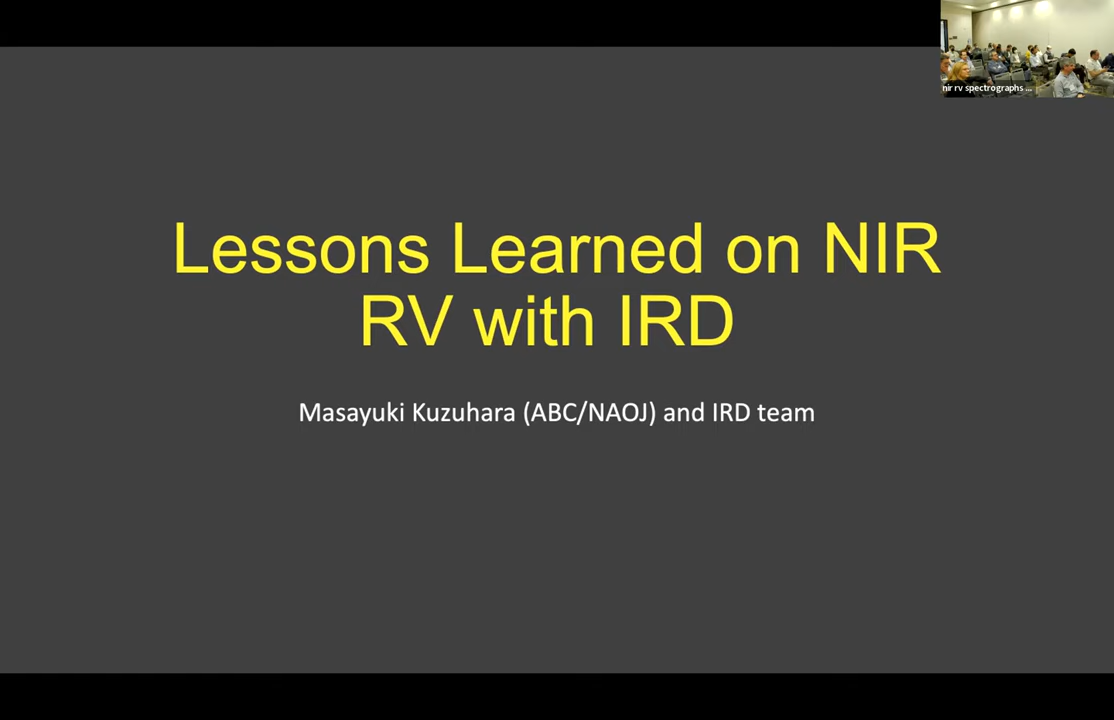 nir rv spectrographs ...
Lessons Learned on NIR
RV with IRD
Masayuki Kuzuhara (ABC/NAOJ) and IRD team